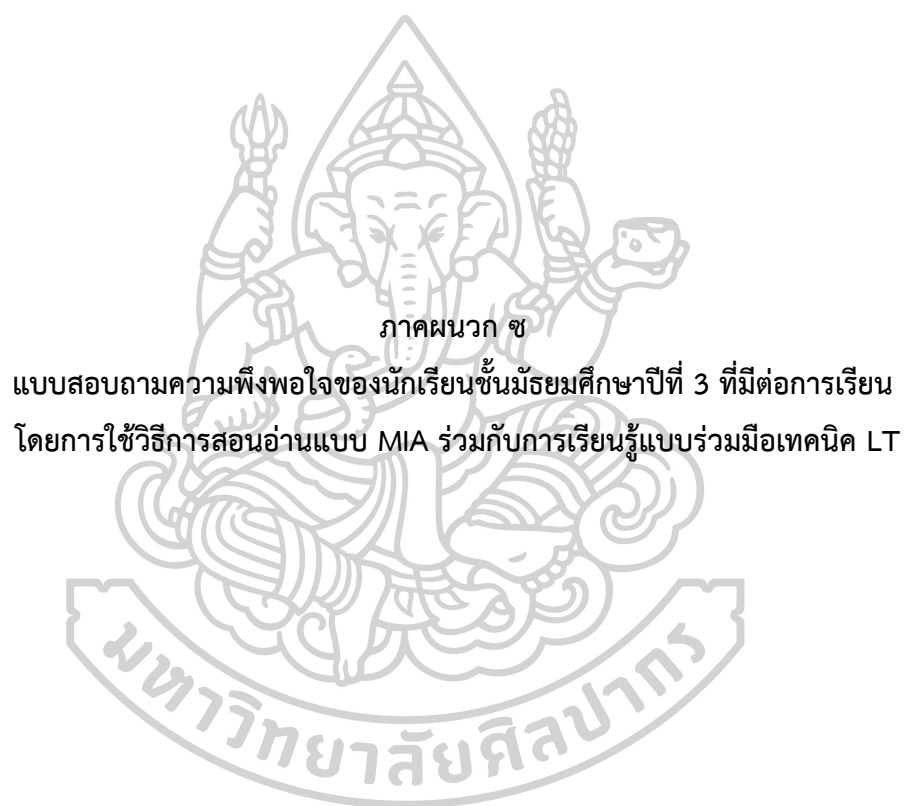 ภาคผนวก ซ
แบบสอบถามความพึงพอใจของนักเรียนชั้นมัธยมศึกษาปีที่ 3 ที่มีต่อการเรียน
โดยการใช้วิธีการสอนอ่านแบบ MIA ร่วมกับการเรียนรู้แบบร่วมมือเทคนิค LT
มหาวิทยาลัยศิลปากร